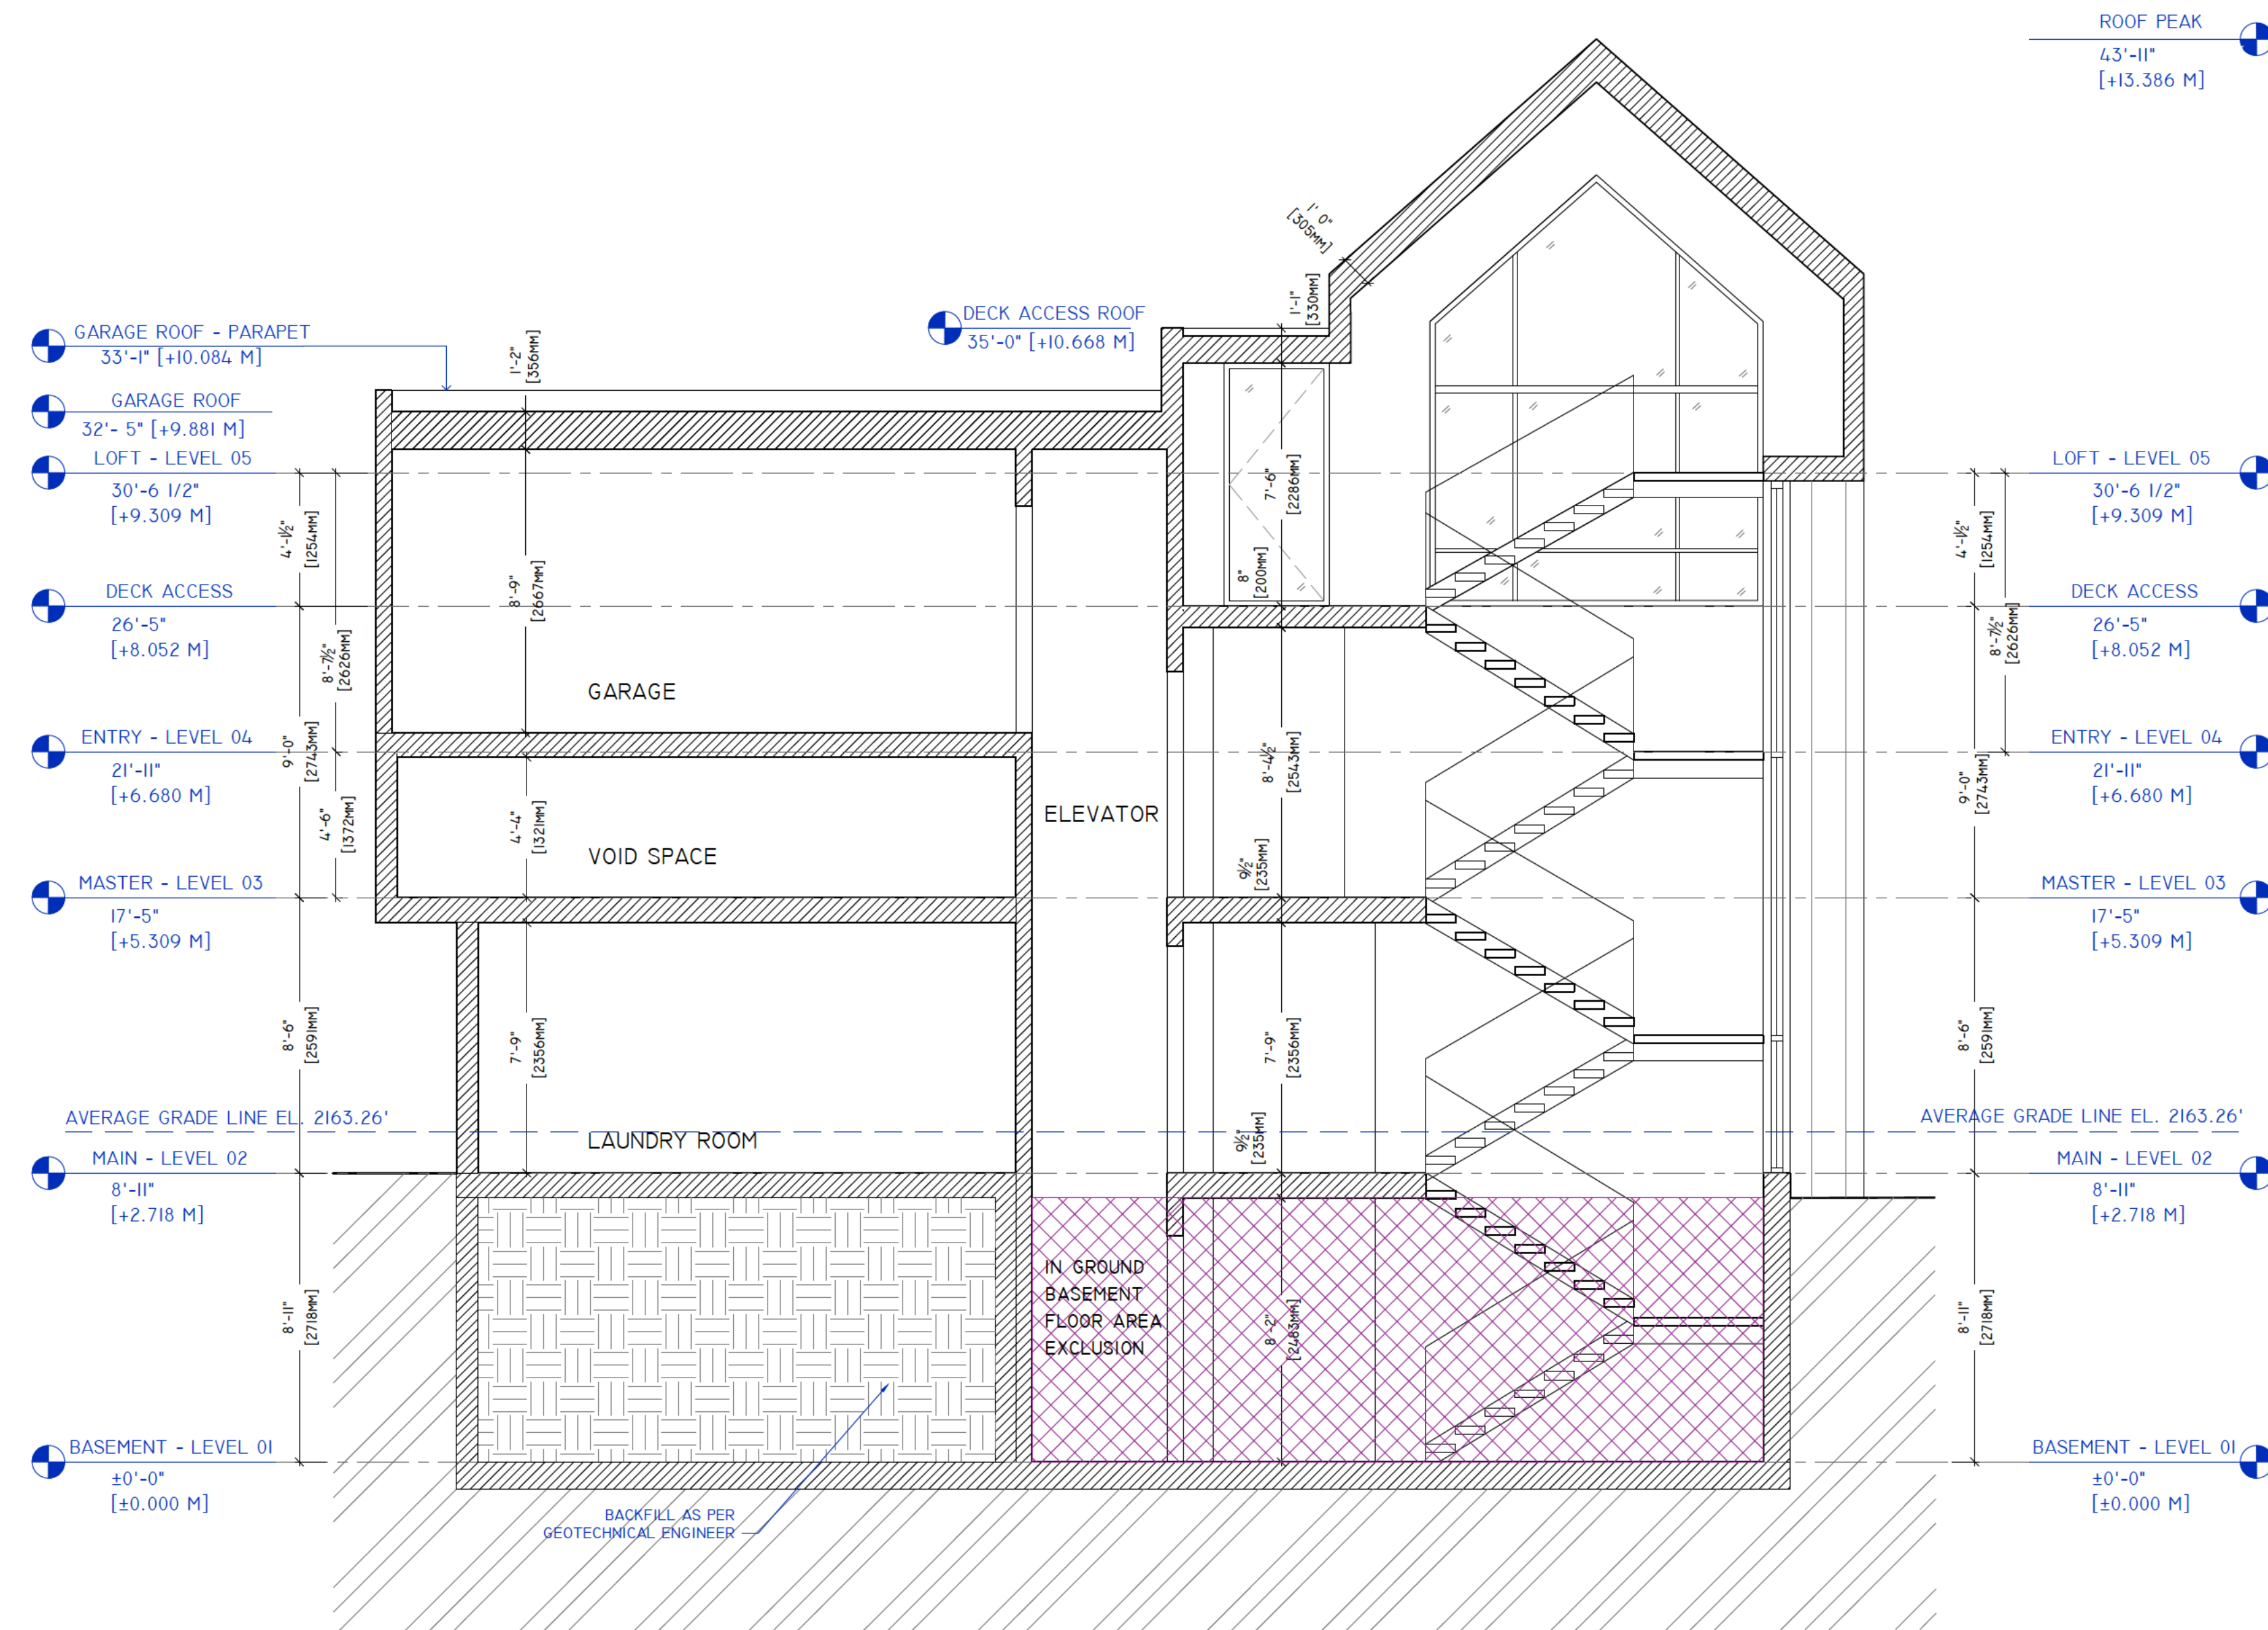 ROOF PEAK
43'-11"
[+13.386 M]
1' 0"
[305MM]
1'-1"
[330MM]
DECK ACCESS ROOF
35'-0" [+10.668 M]
GARAGE ROOF - PARAPET
33'-1" [+10.084 M]
1'-2"
[356MM]
GARAGE ROOF
32'- 5" [+9.881 M]
LOFT - LEVEL 05
30'-6 1/2"
[+9.309 M]
LOFT - LEVEL 05
30'-6 1/2"
[+9.309 M]
4'-1½"
[1254MM]
8'-9"
[2667MM]
7'-6"
[2286MM]
8"
[200MM]
4'-1½"
[1254MM]
DECK ACCESS
26'-5"
[+8.052 M]
DECK ACCESS
26'-5"
[+8.052 M]
8'-7½"
[2626MM]
8'-7½"
[2626MM]
GARAGE
ENTRY - LEVEL 04
21'-11"
[+6.680 M]
ENTRY - LEVEL 04
21'-11"
[+6.680 M]
9'-0"
[2743MM]
4'-6"
[1372MM]
4'-4"
[1321MM]
VOID SPACE
ELEVATOR
8'-4½"
[2543MM]
9½"
[235MM]
9'-0"
[2743MM]
MASTER - LEVEL 03
17'-5"
[+5.309 M]
MASTER - LEVEL 03
17'-5"
[+5.309 M]
8'-6"
[2591MM]
7'-9"
[2356MM]
7'-9"
[2356MM]
9½"
[235MM]
8'-6"
[2591MM]
AVERAGE GRADE LINE EL. 2163.26'
AVERAGE GRADE LINE EL. 2163.26'
LAUNDRY ROOM
MAIN - LEVEL 02
8'-11"
[+2.718 M]
MAIN - LEVEL 02
8'-11"
[+2.718 M]
8'-11"
[2718MM]
IN GROUND
BASEMENT
FLOOR AREA
EXCLUSION
8'-2"
[2483MM]
8'-11"
[2718MM]
BASEMENT - LEVEL 01
±0'-0"
[±0.000 M]
BASEMENT - LEVEL 01
±0'-0"
[±0.000 M]
BACKFILL AS PER
GEOTECHNICAL ENGINEER